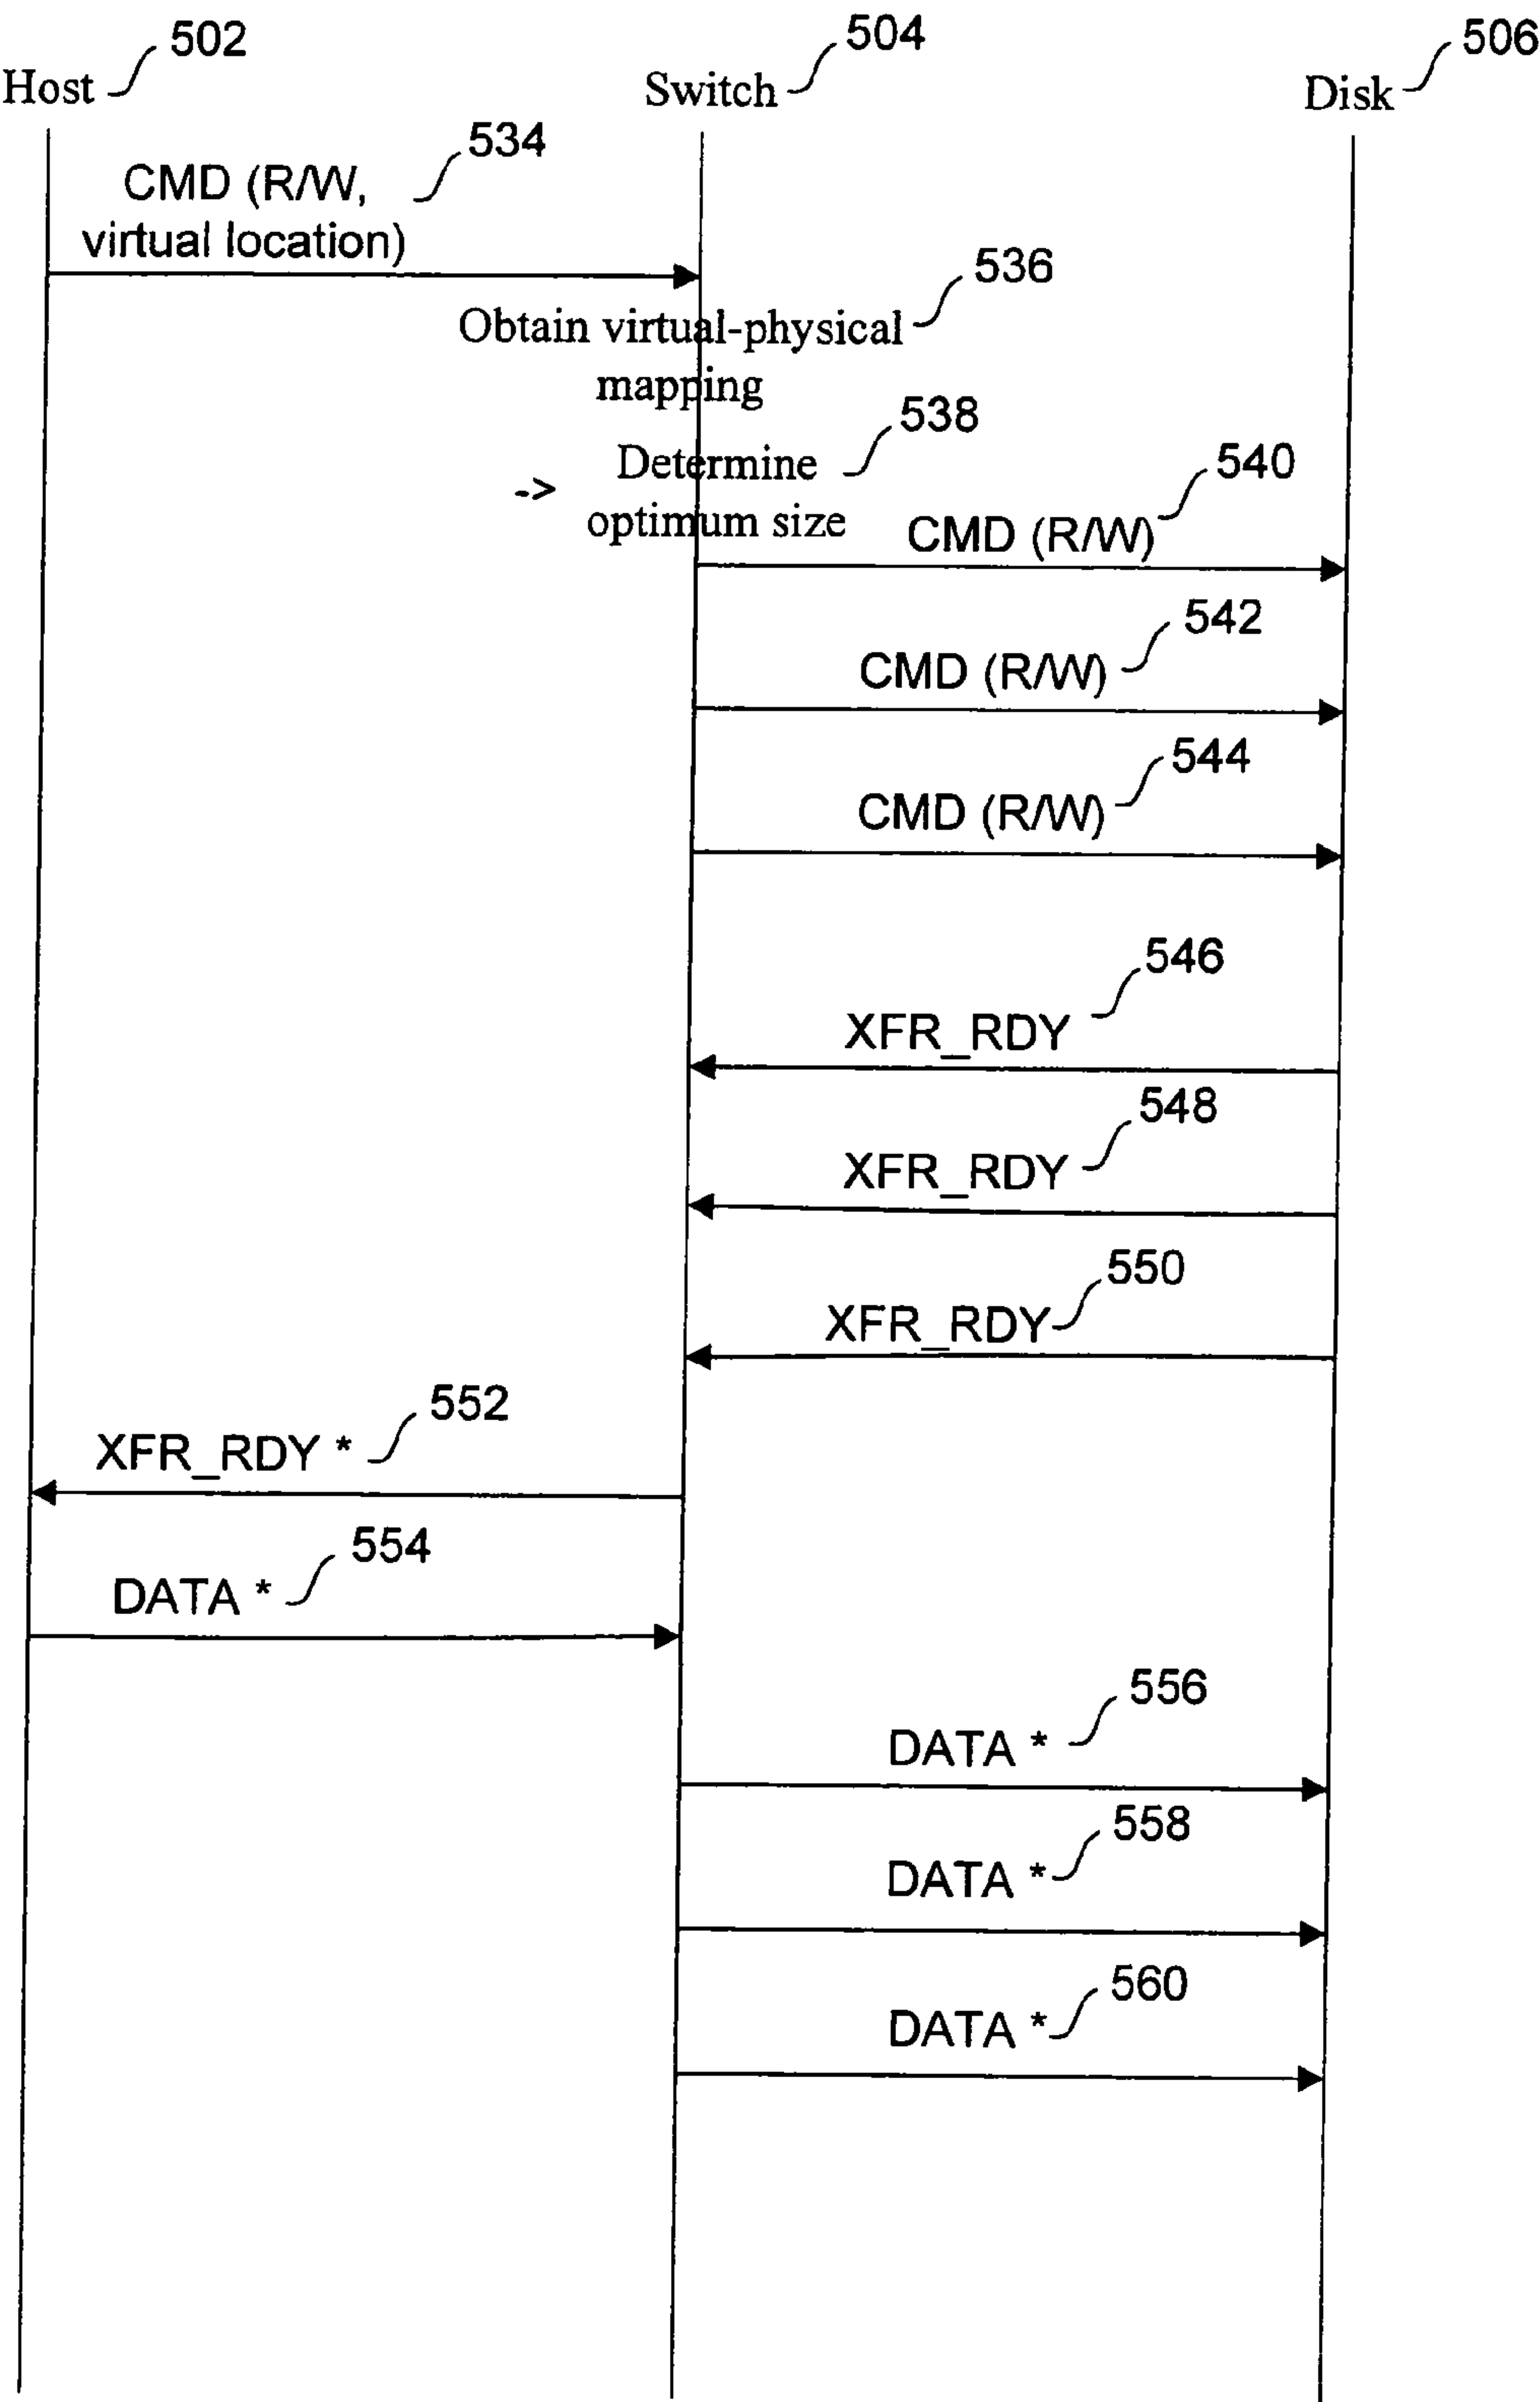 502
504
506
Host
Switch
Disk
534
CMD (R/W,
virtual location)
536
Obtain virtual-physical
mapping
538
Determine
->
optimum size
540
CMD (R/W)
542
CMD (R/W)
544
CMD (R/W)
546
XFR_RDY
548
XFR_RDY
550
XFR_RDY
552
XFR_RDY *
554
DATA *
556
DATA *
558
DATA *
560
DATA *